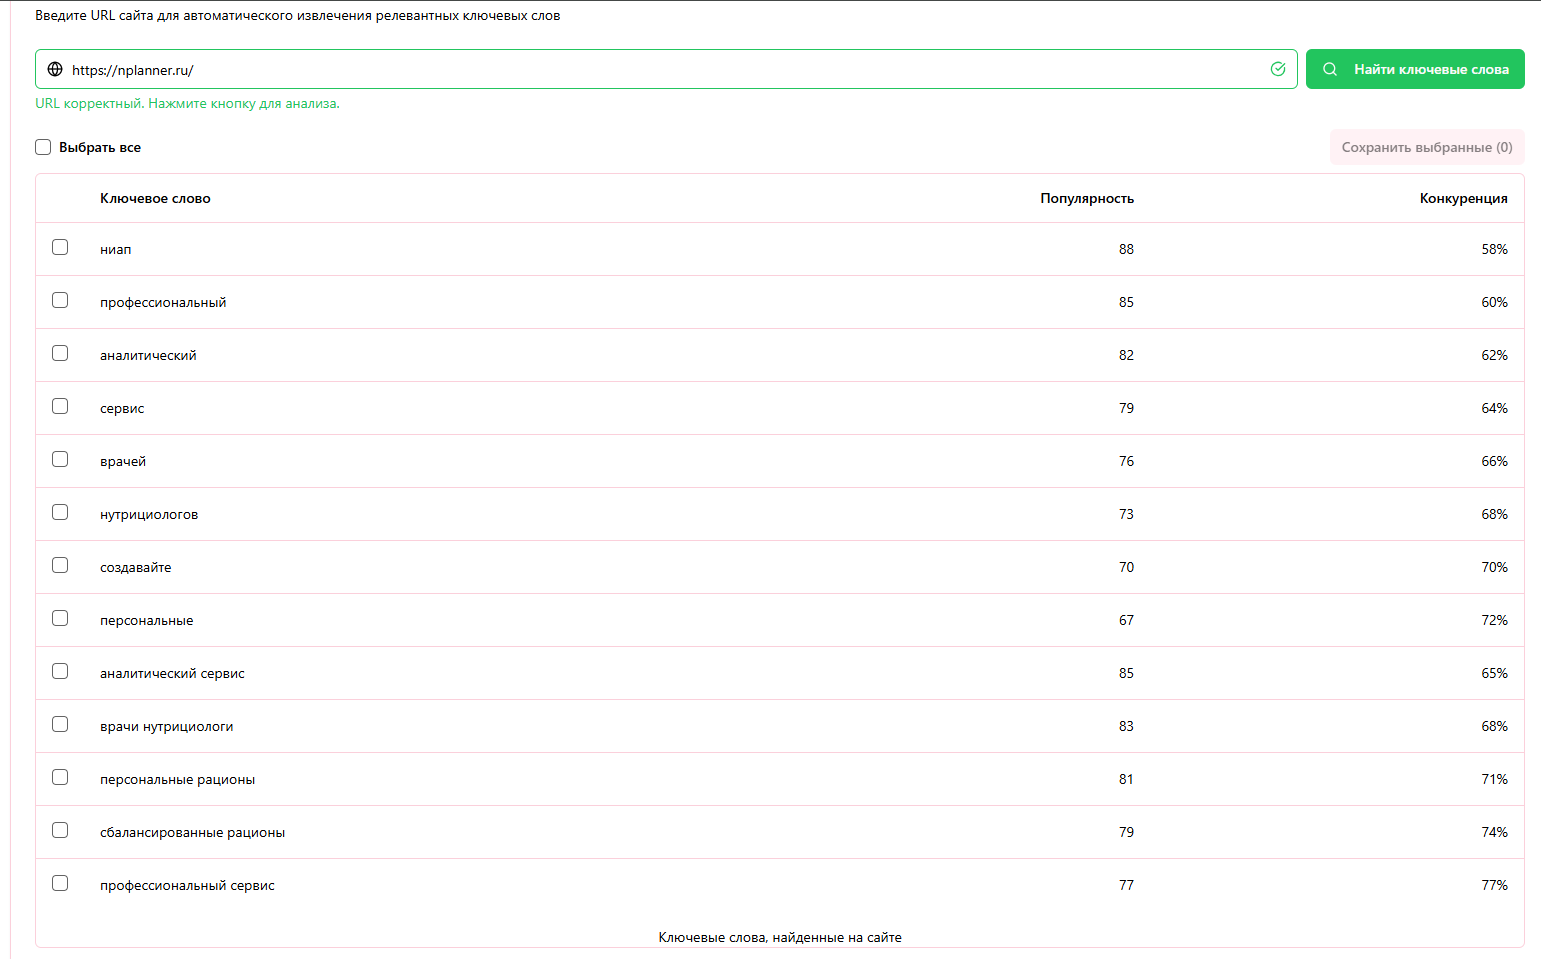 Введите URL сайта для автоматического извлечения релевантных ключевых слов
https://nplanner.ru/
Найти ключевые слова
URL корректный. Нажмите кнопку для анализа.
Выбрать все
Сохранить выбранные (0)
Ключевое слово Популярность Конкуренция
ниап 88 58%
профессиональный 85 60%
аналитический 82 62%
сервис 79 64%
врачей 76 66%
нутрициологов 73 68%
создавайте 70 70%
персональные 67 72%
аналитический сервис 85 65%
врачи нутрициологи 83 68%
персональные рационы 81 71%
сбалансированные рационы 79 74%
профессиональный сервис 77 77%
Ключевые слова, найденные на сайте